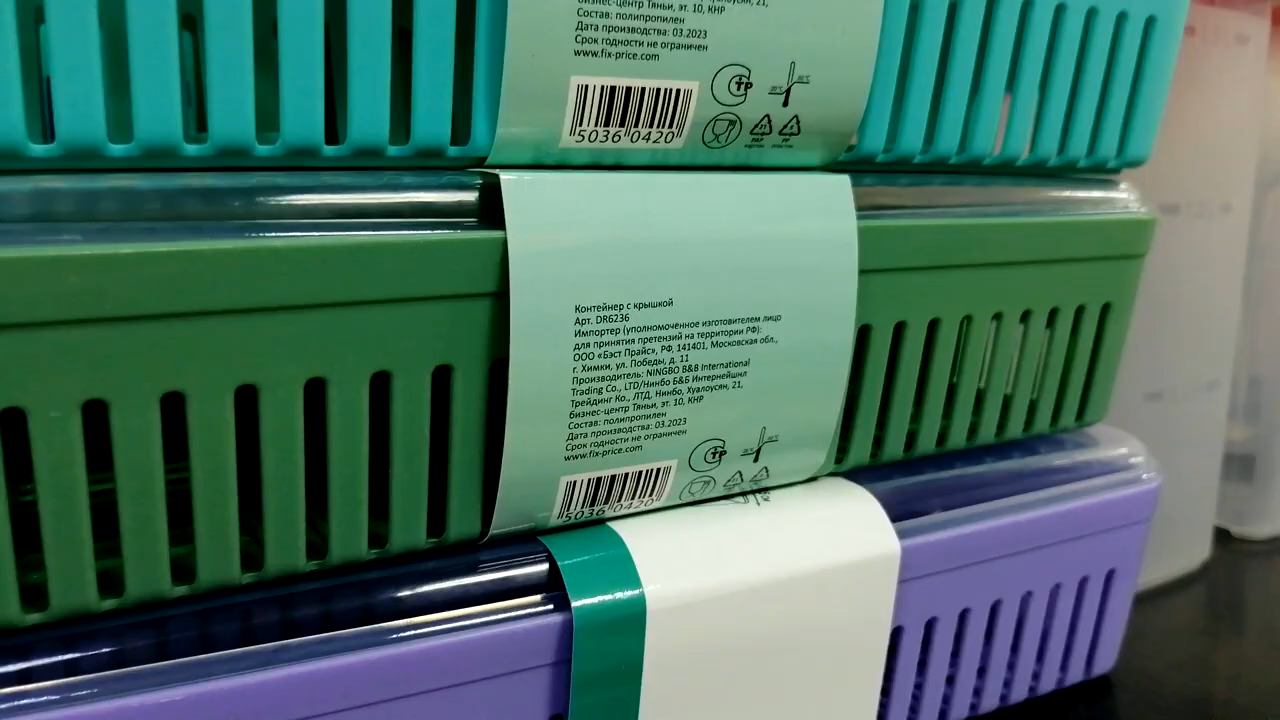 бизнес-центр Тяньи, эт. 10, КНР
Состав: полипропилен
Дата производства: 03.2023
Срок годности не ограничен
www.fix-price.com
5036 0420
Контейнер с крышкой
Арт. DR6236
Импортер (уполномоченное изготовителем лицо
для принятия претензий на территории РФ):
ООО «Бэст Прайс», РФ, 141401, Московская обл.,
г. Химки, ул. Победы, д. 11
Производитель: NINGBO B&B International
Trading Co., LTD/Нинбо Б&Б Интернейшнл
Трейдинг Ко., ЛТД, Нинбо, Хуалоусян, 21,
бизнес-центр Тяньи, эт. 10, КНР
Состав: полипропилен
Дата производства: 03.2023
Срок годности не ограничен
www.fix-price.com
5036 0420